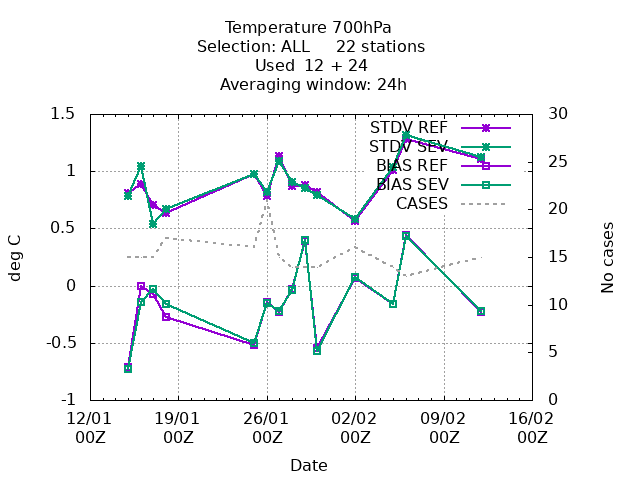 Temperature 700hPa
Selection: ALL     22 stations
Used  12 + 24
Averaging window: 24h
STDV REF
STDV SEV
BIAS REF
BIAS SEV
CASES
1.5
1
0.5
0
-0.5
-1
30
25
20
15
10
5
0
deg C
No cases
12/01 19/01 26/01 02/02 09/02 16/02
00Z 00Z 00Z 00Z 00Z 00Z
Date